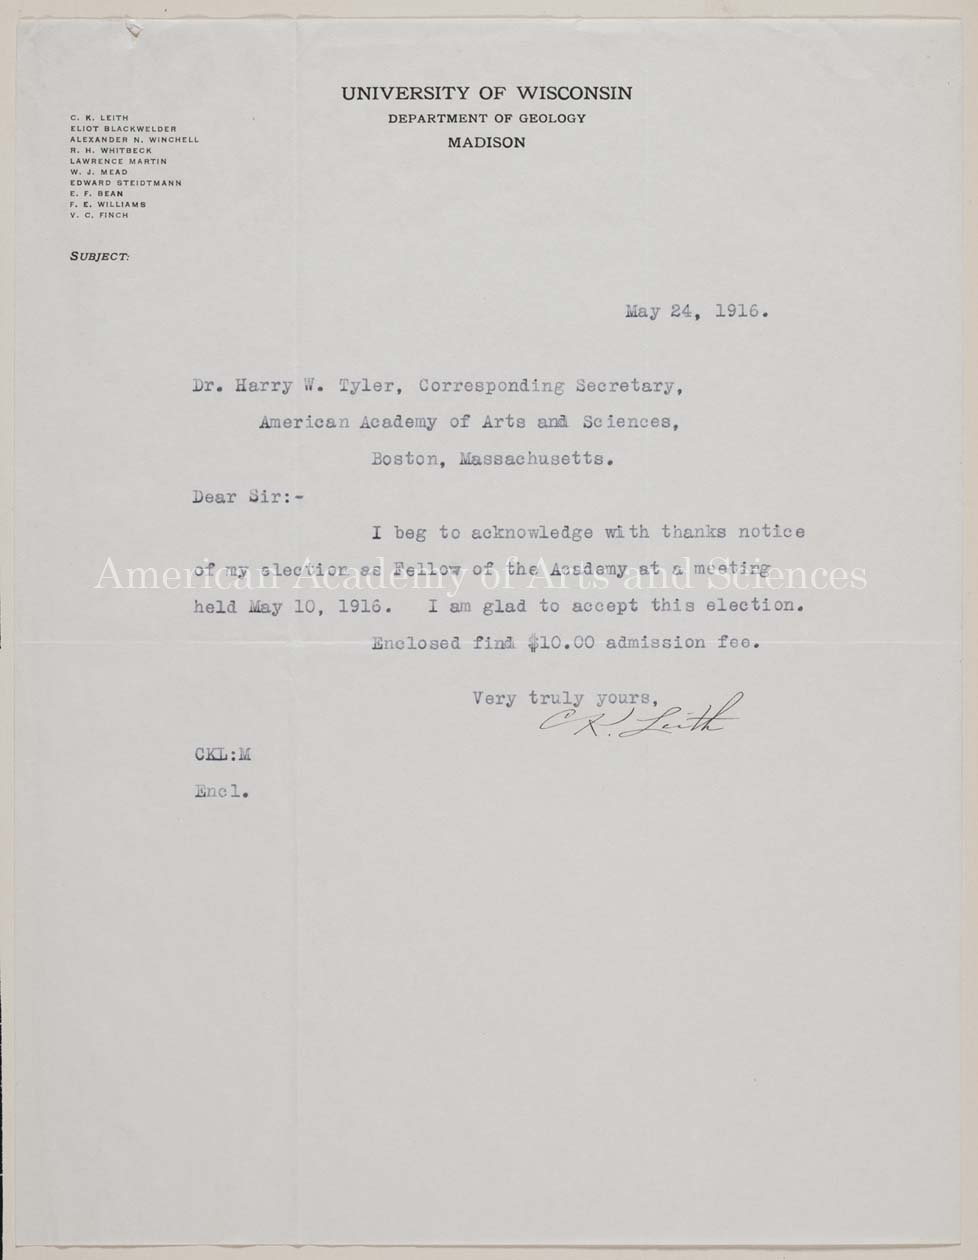 UNIVERSITY OF WISCONSIN
DEPARTMENT OF GEOLOGY
MADISON
C. K. LEITH
ELIOT BLACKWELDER
ALEXANDER N. WINCHELL
R. H. WHITBECK
LAWRENCE MARTIN
W. J. MEAD
EDWARD STEIDTMANN
E. F. BEAN
F. E. WILLIAMS
V. C. FINCH
SUBJECT:
May 24, 1916.
Dr. Harry W. Tyler, Corresponding Secretary,
American Academy of Arts and Sciences,
Boston, Massachusetts.
Dear Sir:-
I beg to acknowledge with thanks notice
of my election as Fellow of the Academy at a meeting
American Academy of Arts and Sciences
held May 10, 1916. I am glad to accept this election.
Enclosed find $10.00 admission fee.
Very truly yours,
C K. Leith
CKL:M
Encl.